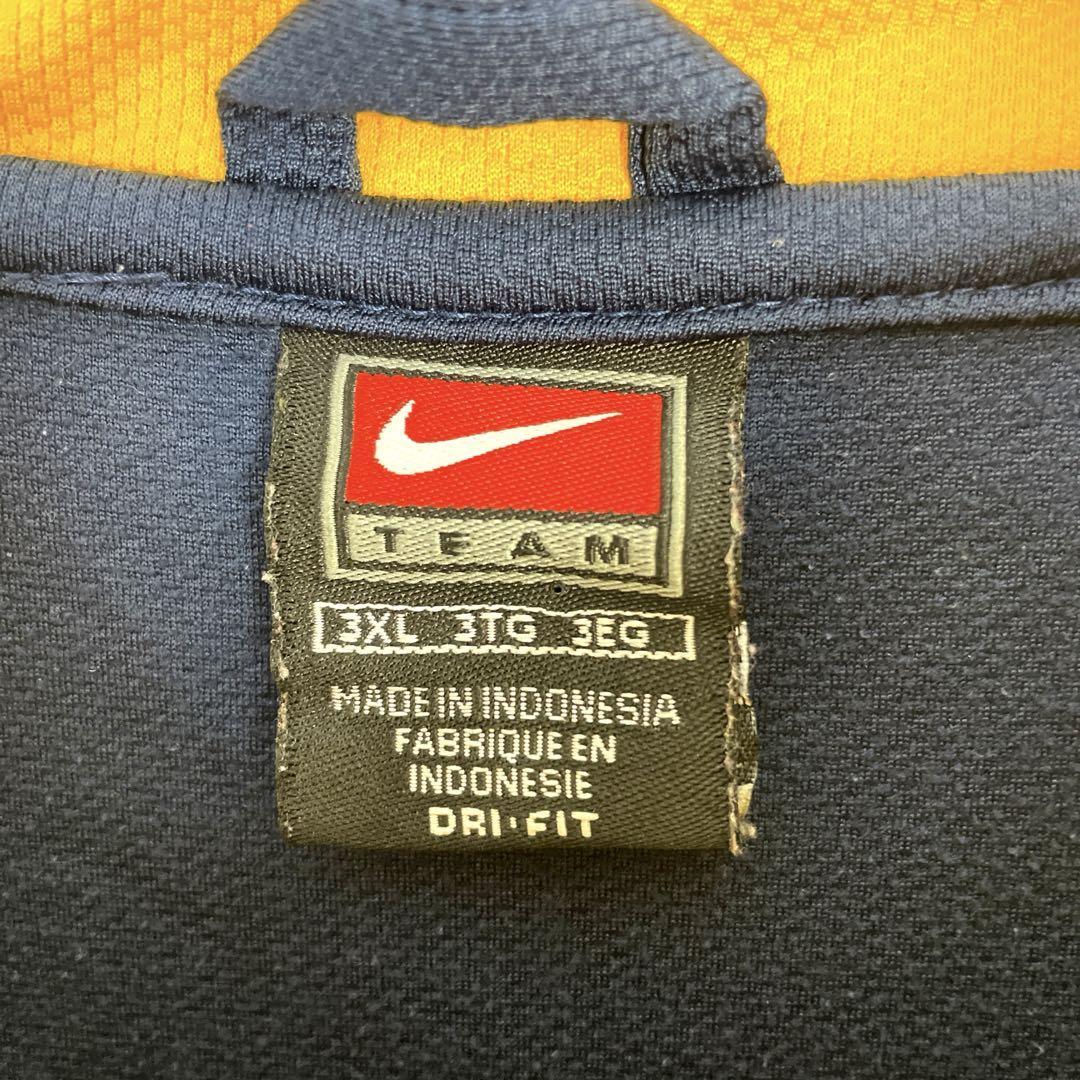 TEAM
3XL 3TG 3EG
MADE IN INDONESIA
FABRIQUE EN
INDONESIE
DRI·FIT